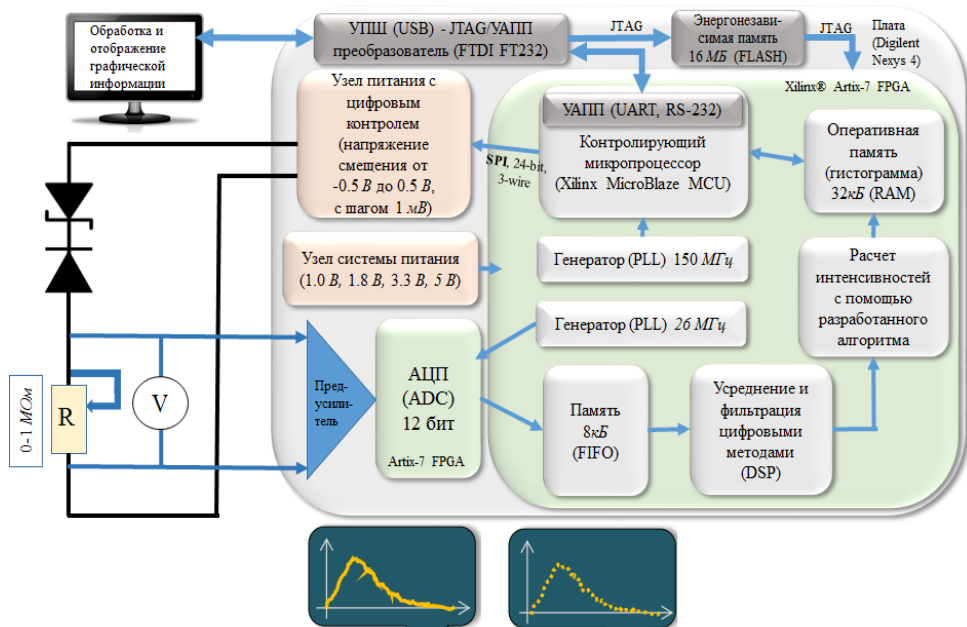 Обработка и
отображение
графической
информации
УПШ (USB) - JTAG/УАПП
преобразователь (FTDI FT232)
JTAG
Энергонезави-
симая память
16 МБ (FLASH)
JTAG
Плата
(Digilent
Nexys 4)
Xilinx® Artix-7 FPGA
Узел питания с
цифровым
контролем
(напряжение
смещения от
-0.5 В до 0.5 В,
с шагом 1 мВ)
SPI, 24-bit,
3-wire
УАПП (UART, RS-232)
Контролирующий
микропроцессор
(Xilinx MicroBlaze MCU)
Оперативная
память
(гистограмма)
32кБ (RAM)
Узел системы питания
(1.0 В, 1.8 В, 3.3 В, 5 В)
Генератор (PLL) 150 МГц
Генератор (PLL) 26 МГц
Расчет
интенсивностей
с помощью
разработанного
алгоритма
0-1 МОм
R
V
Пред-
усили-
тель
АЦП
(ADC)
12 бит
Artix-7 FPGA
Память
8кБ
(FIFO)
Усреднение и
фильтрация
цифровыми
методами
(DSP)